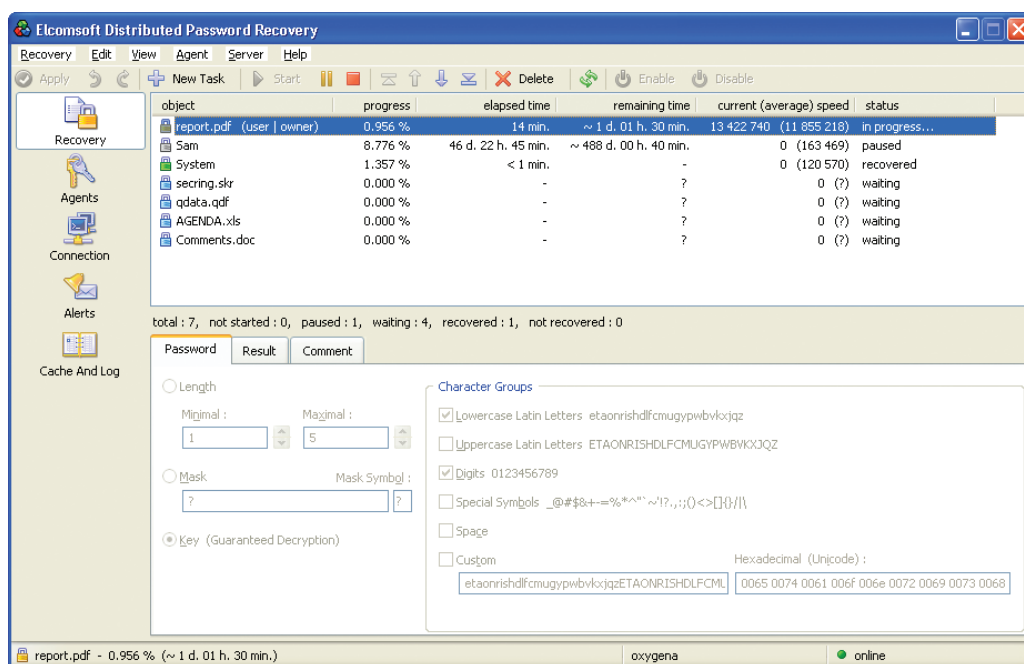 Elcomsoft Distributed Password Recovery
Recovery Edit View Agent Server Help
Apply New Task Start Delete Enable Disable
object progress elapsed time remaining time current (average) speed status
report.pdf (user | owner) 0.956 % 14 min. ~ 1 d. 01 h. 30 min. 13 422 740 (11 855 218) in progress...
Sam 8.776 % 46 d. 22 h. 45 min. ~ 488 d. 00 h. 40 min. 0 (163 469) paused
System 1.357 % < 1 min. - 0 (120 570) recovered
secring.skr 0.000 % - ? 0 (?) waiting
qdata.qdf 0.000 % - ? 0 (?) waiting
AGENDA.xls 0.000 % - ? 0 (?) waiting
Comments.doc 0.000 % - ? 0 (?) waiting
Recovery
Agents
Connection
Alerts
Cache And Log
total : 7, not started : 0, paused : 1, waiting : 4, recovered : 1, not recovered : 0
Password Result Comment
Length
Minimal : Maximal :
1 5
Mask Mask Symbol :
? ?
Key (Guaranteed Decryption)
Character Groups
Lowercase Latin Letters etaonrishdlfcmugypwbvkxjqz
Uppercase Latin Letters ETAONRISHDLFCMUGYPWBVKXJQZ
Digits 0123456789
Special Symbols _@#$&+-=%*^"`~'!?.,:;()<>[]{}/|\
Space
Custom Hexadecimal (Unicode) :
etaonrishdlfcmugypwbvkxjqzETAONRISHDLFCMU 0065 0074 0061 006f 006e 0072 0069 0073 0068
report.pdf - 0.956 % (~ 1 d. 01 h. 30 min.) oxygena online